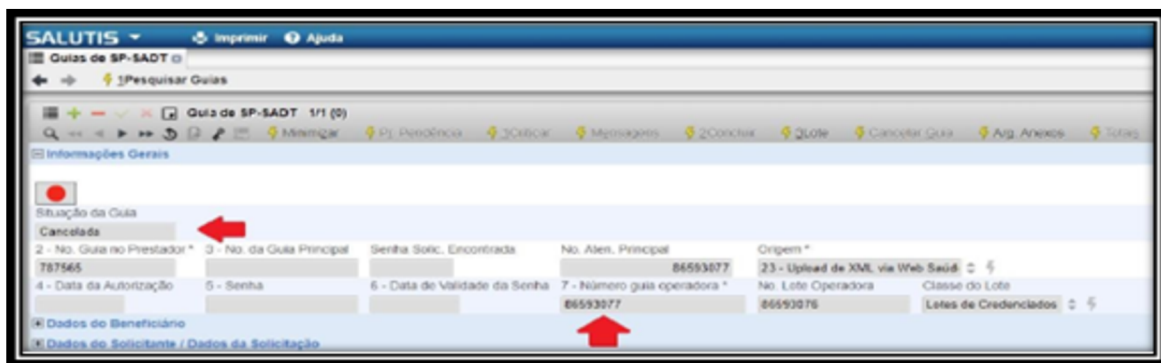 SALUTIS Imprimir Ajuda
Guias de SP-SADT
1Pesquisar Guias
Guia de SP-SADT 1/1 (0)
Minimizar Pj. Pendência 3Criticar Mensagens 2Concluir 3Lote Cancelar Guia Arq. Anexos Totais
Informações Gerais
Situação da Guia
Cancelada
2 - No. Guia no Prestador * 3 - No. da Guia Principal Senha Solic. Encontrada No. Aten. Principal Origem *
787565 86593077 23 - Upload de XML via Web Saúd
4 - Data da Autorização 5 - Senha 6 - Data de Validade da Senha 7 - Número guia operadora * No. Lote Operadora Classe do Lote
86593077 86593076 Lotes de Credenciados
Dados do Beneficiário
Dados do Solicitante / Dados da Solicitação